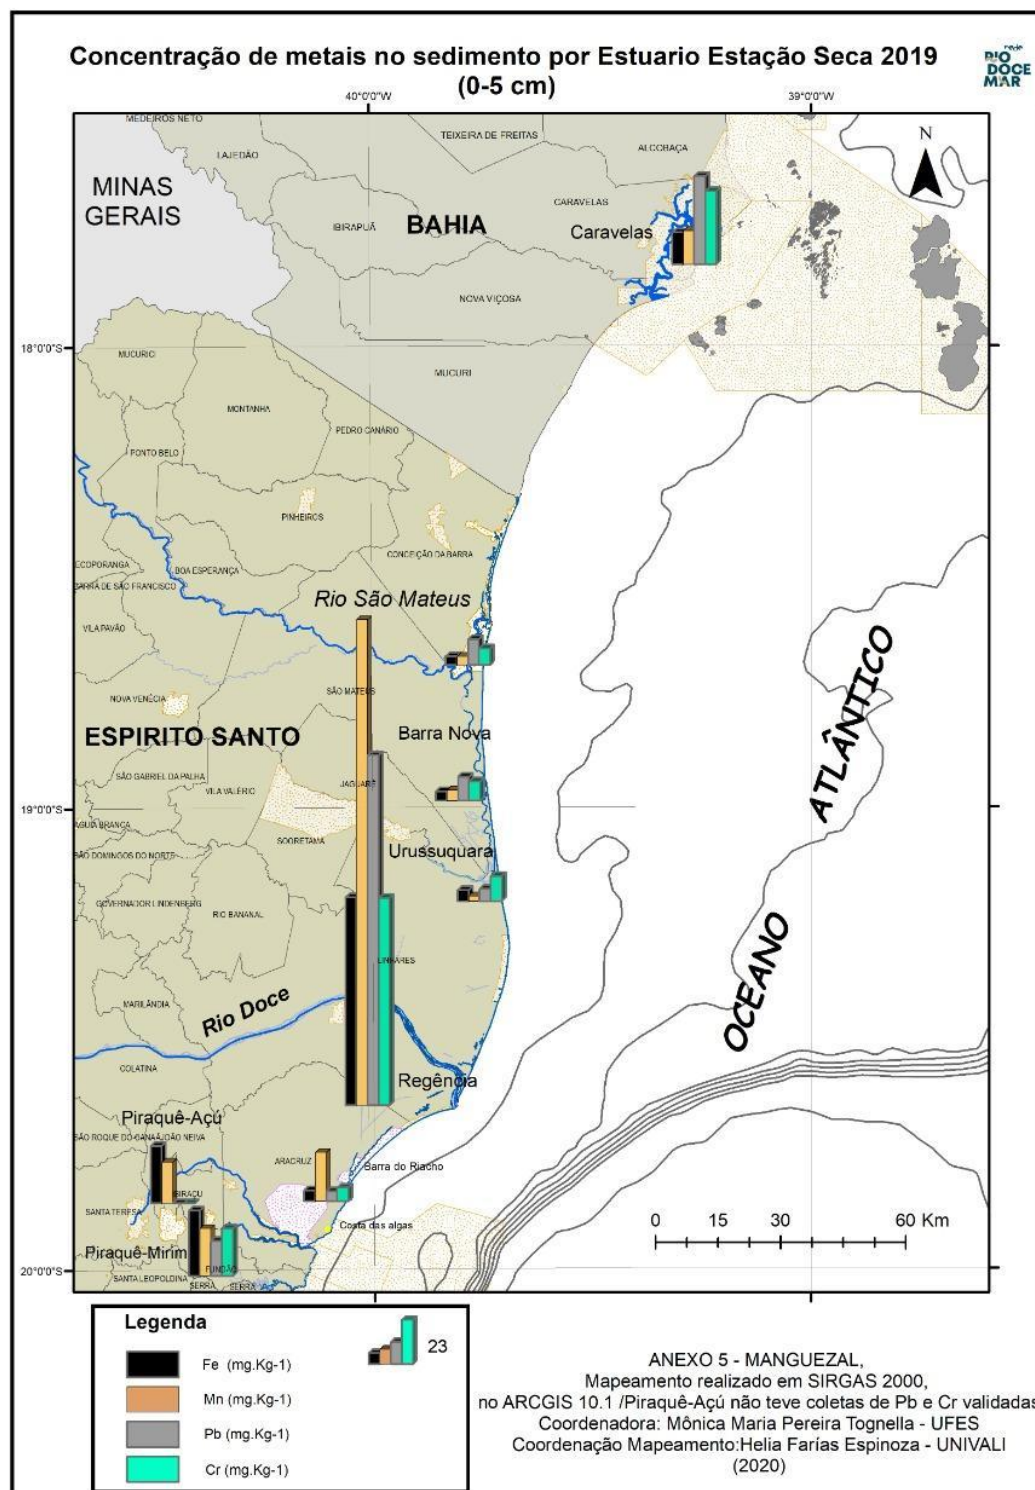 Concentração de metais no sedimento por Estuario Estação Seca 2019
(0-5 cm)
rede
RIO
DOCE
MAR
40°0'0"W
39°0'0"W
MEDEIROS NETO
TEIXEIRA DE FREITAS
LAJEDÃO
ALCOBAÇA
N
MINAS
GERAIS
CARAVELAS
IBIRAPUÃ
BAHIA
Caravelas
NOVA VIÇOSA
18°0'0"S
MUCURICI
MUCURI
MONTANHA
PEDRO CANÁRIO
PONTO BELO
PINHEIROS
CONCEIÇÃO DA BARRA
ECOPORANGA
BOA ESPERANÇA
BARRA DE SÃO FRANCISCO
Rio São Mateus
VILA PAVÃO
SÃO MATEUS
NOVA VENÉCIA
ESPIRITO SANTO
Barra Nova
SÃO GABRIEL DA PALHA
JAGUARÉ
VILA VALÉRIO
19°0'0"S
ÁGUIA BRANCA
SOORETAMA
Urussuquara
SÃO DOMINGOS DO NORTE
GOVERNADOR LINDENBERG
RIO BANANAL
LINHARES
MARILÂNDIA
Rio Doce
OCEANO ATLÂNTICO
COLATINA
Regência
Piraquê-Açú
SÃO ROQUE DO CANAÃ
JOÃO NEIVA
ARACRUZ
Barra do Riacho
IBIRAÇU
SANTA TERESA
Costa das algas
0 15 30 60 Km
Piraquê-Mirim
FUNDÃO
20°0'0"S
SANTA LEOPOLDINA
SERRA
SERRA
Legenda
23
Fe (mg.Kg-1)
Mn (mg.Kg-1)
Pb (mg.Kg-1)
Cr (mg.Kg-1)
ANEXO 5 - MANGUEZAL,
Mapeamento realizado em SIRGAS 2000,
no ARCGIS 10.1 /Piraquê-Açú não teve coletas de Pb e Cr validadas
Coordenadora: Mônica Maria Pereira Tognella - UFES
Coordenação Mapeamento:Helia Farías Espinoza - UNIVALI
(2020)